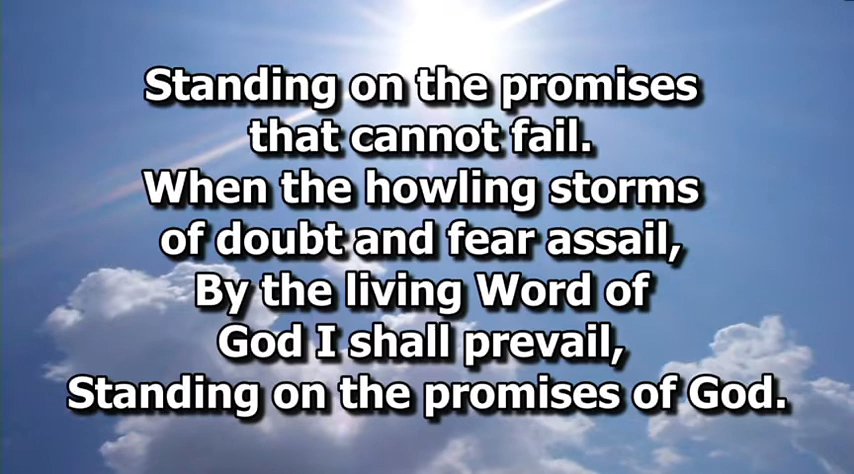 Standing on the promises
that cannot fail.
When the howling storms
of doubt and fear assail,
By the living Word of
God I shall prevail,
Standing on the promises of God.